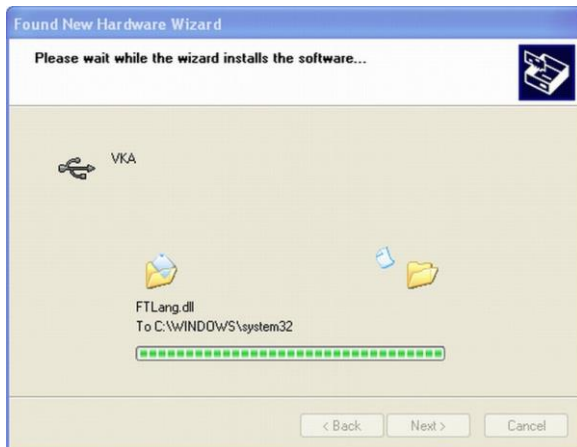 Found New Hardware Wizard
Please wait while the wizard installs the software...
VKA
FTLang.dll
To C:\WINDOWS\system32
< Back
Next >
Cancel